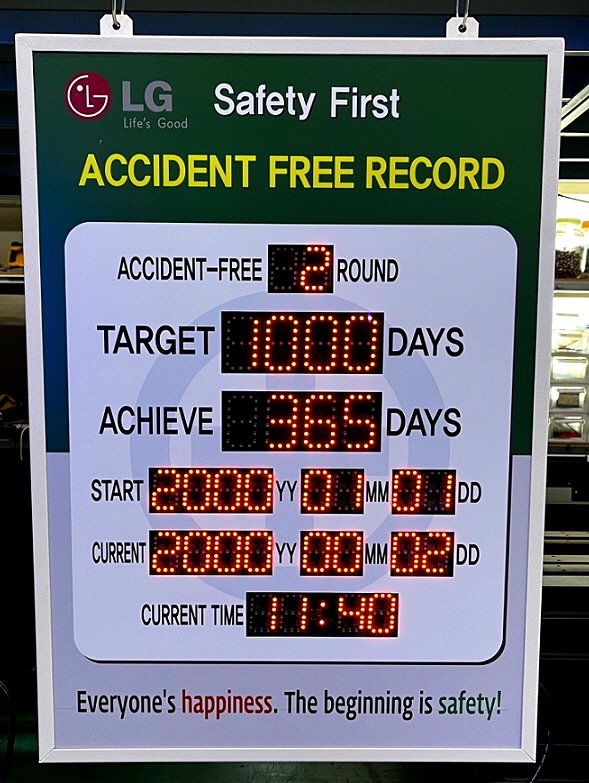 LG Safety First
Life's Good
ACCIDENT FREE RECORD
ACCIDENT-FREE 2 ROUND
TARGET 1000 DAYS
ACHIEVE 365 DAYS
START 2000 YY 01 MM 01 DD
CURRENT 2000 YY 00 MM 02 DD
CURRENT TIME 11:40
Everyone's happiness. The beginning is safety!